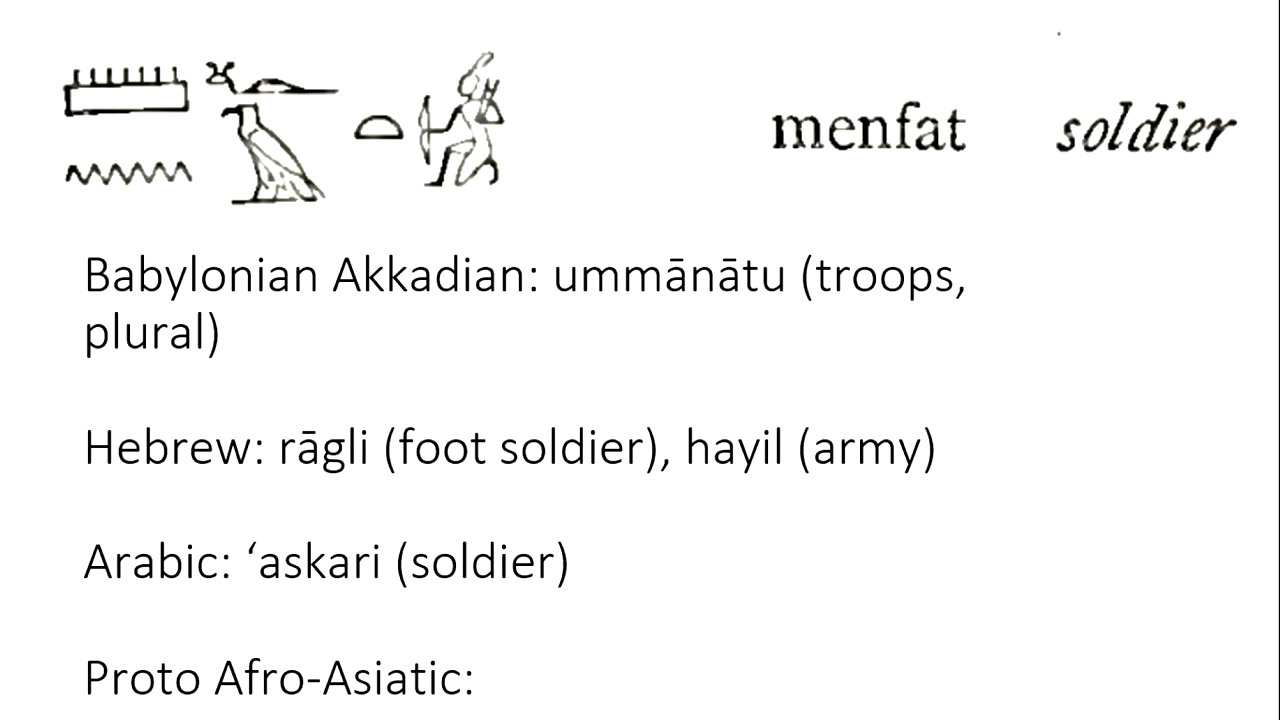 menfat soldier
Babylonian Akkadian: ummānātu (troops,
plural)
Hebrew: rāgli (foot soldier), hayil (army)
Arabic: ‘askari (soldier)
Proto Afro-Asiatic: